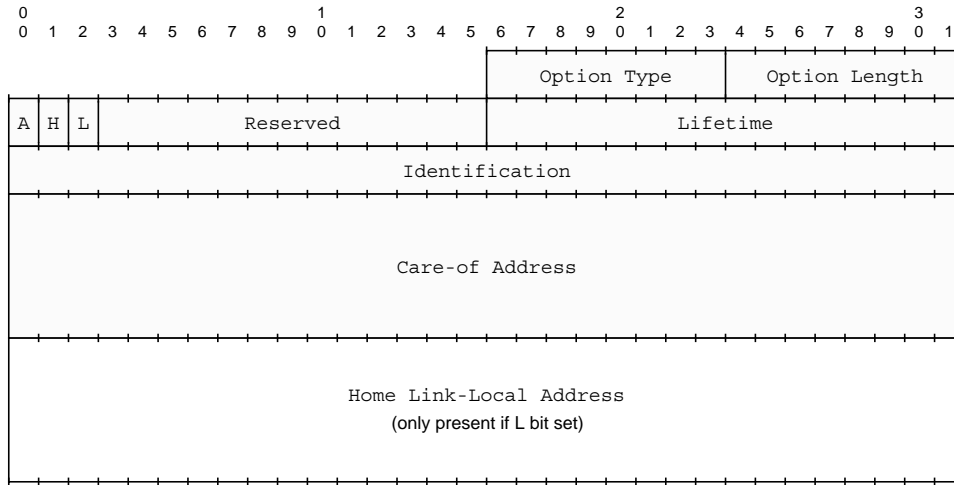 0 1 2 3
0 1 2 3 4 5 6 7 8 9 0 1 2 3 4 5 6 7 8 9 0 1 2 3 4 5 6 7 8 9 0 1
Option Type Option Length
A H L Reserved Lifetime
Identification
Care-of Address
Home Link-Local Address
(only present if L bit set)